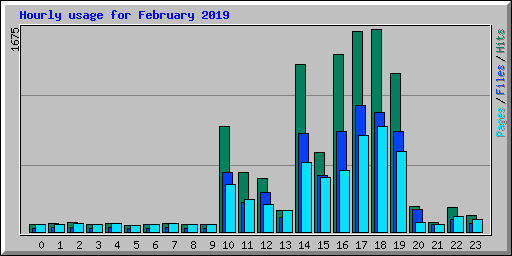 Hourly usage for February 2019
1675
Pages / Files / Hits
0 1 2 3 4 5 6 7 8 9 10 11 12 13 14 15 16 17 18 19 20 21 22 23